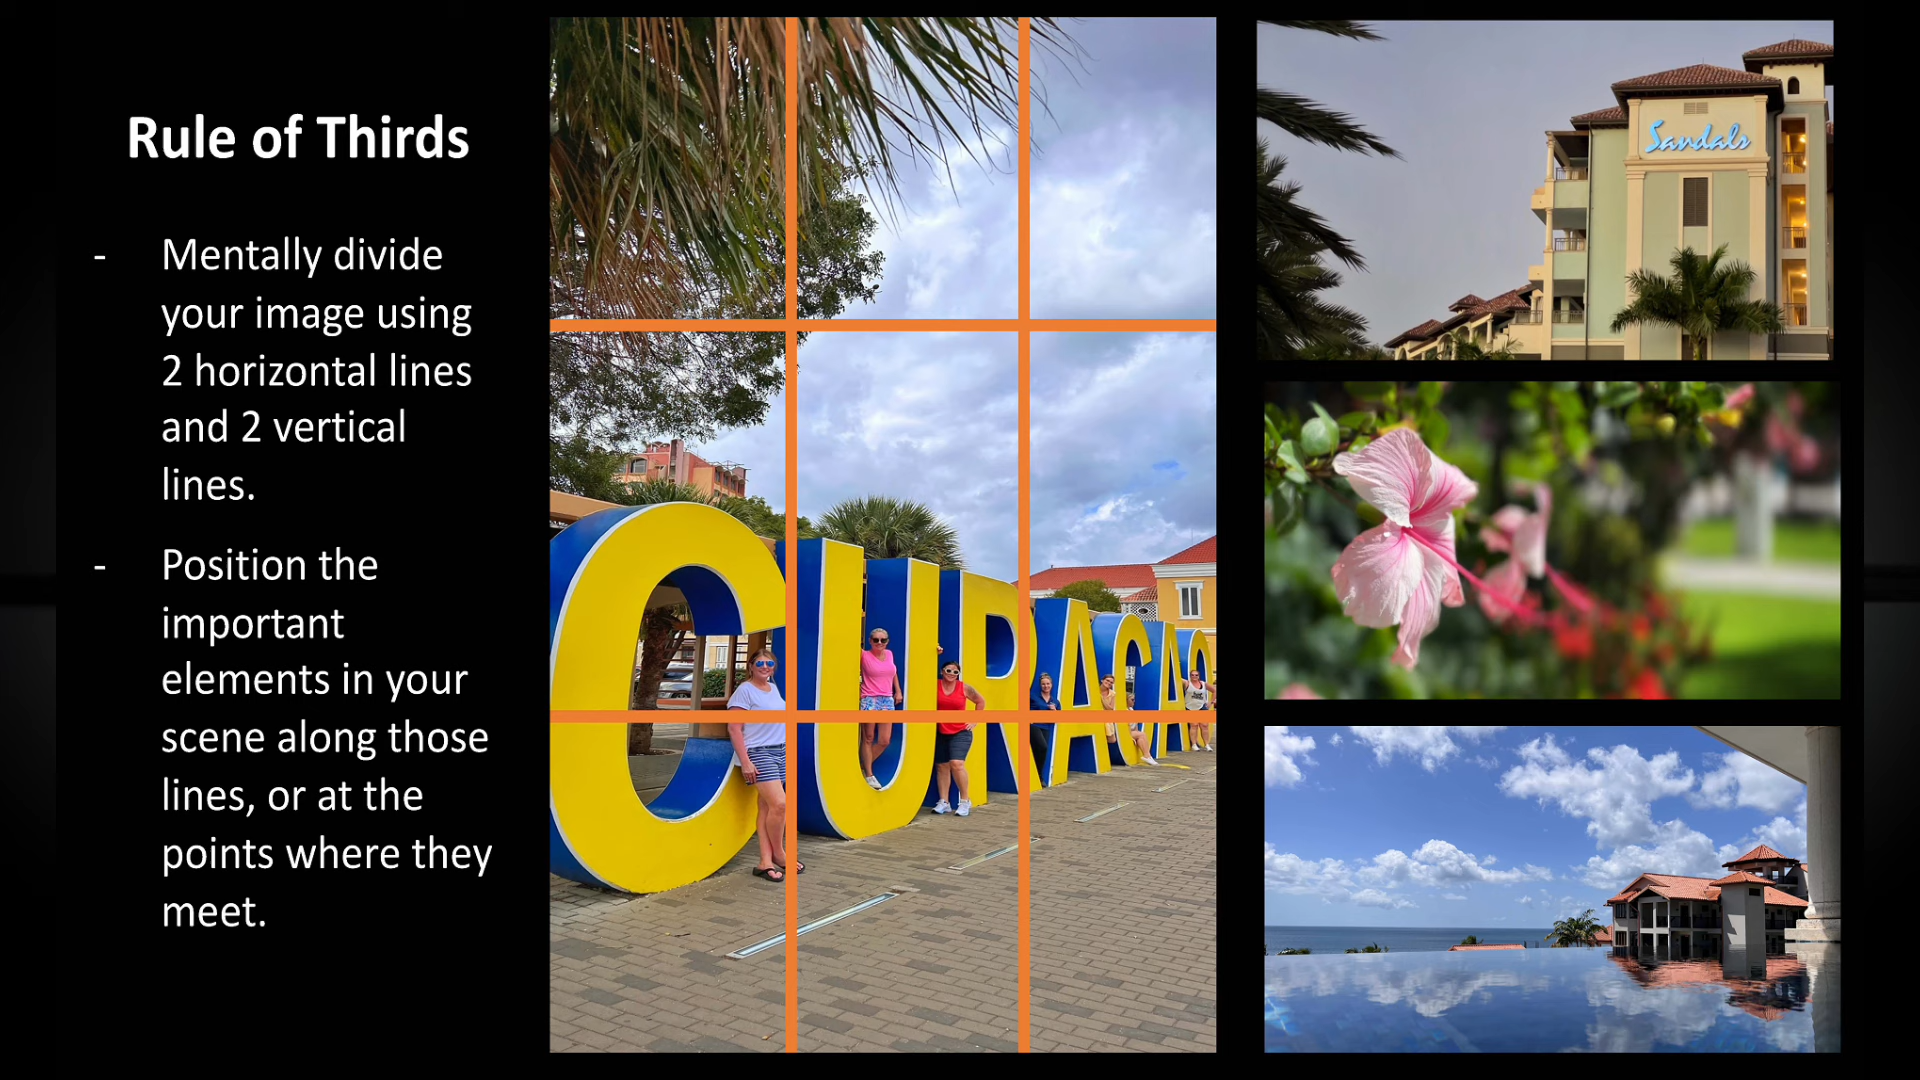 Rule of Thirds
- Mentally divide
your image using
2 horizontal lines
and 2 vertical
lines.
- Position the
important
elements in your
scene along those
lines, or at the
points where they
meet.
CURACAO
Sandals